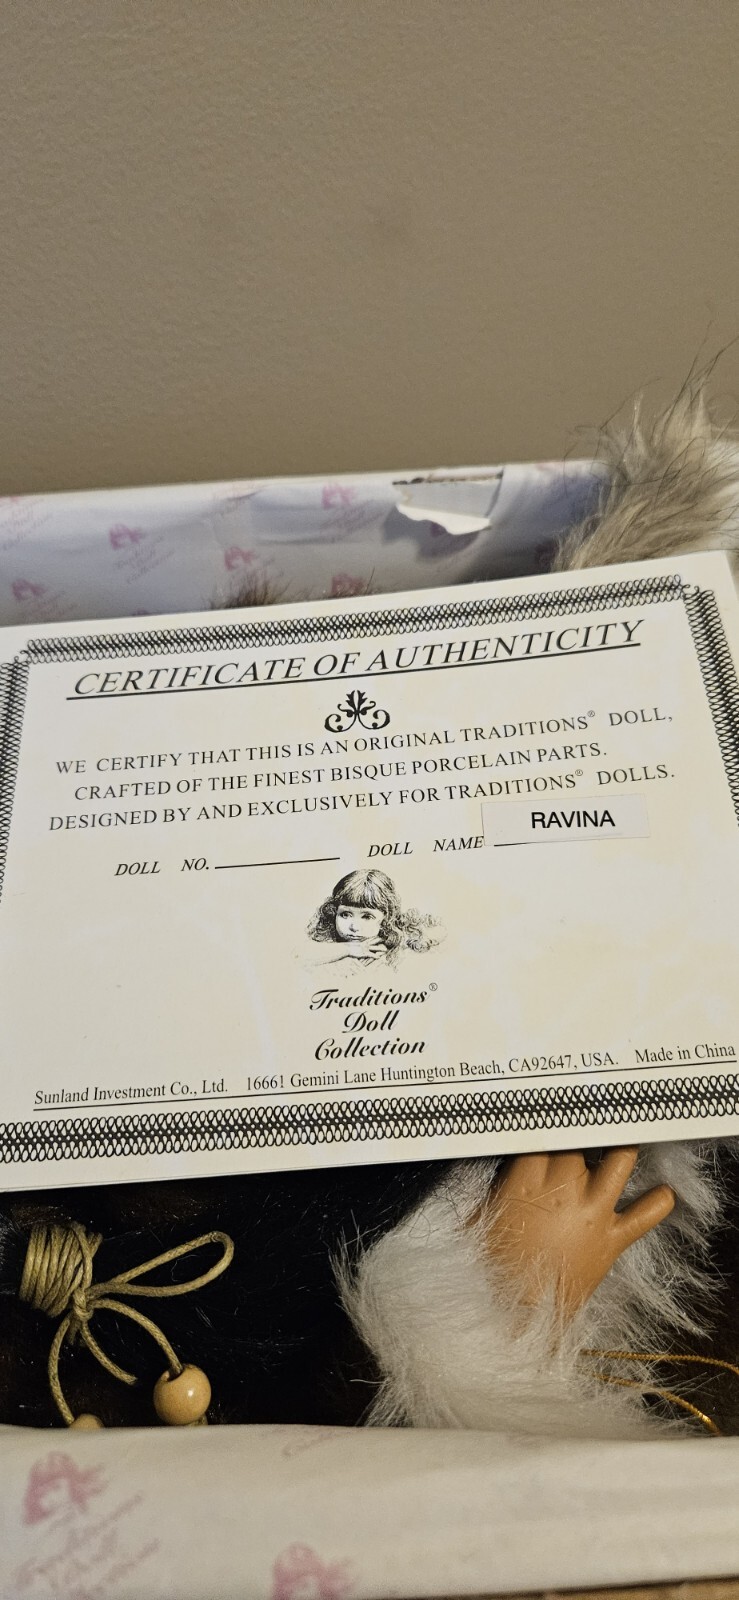 CERTIFICATE OF AUTHENTICITY
WE CERTIFY THAT THIS IS AN ORIGINAL TRADITIONS® DOLL,
CRAFTED OF THE FINEST BISQUE PORCELAIN PARTS.
DESIGNED BY AND EXCLUSIVELY FOR TRADITIONS® DOLLS.
DOLL NO. DOLL NAME RAVINA
Traditions®
Doll
Collection
Sunland Investment Co., Ltd. 16661 Gemini Lane Huntington Beach, CA92647, USA. Made in China